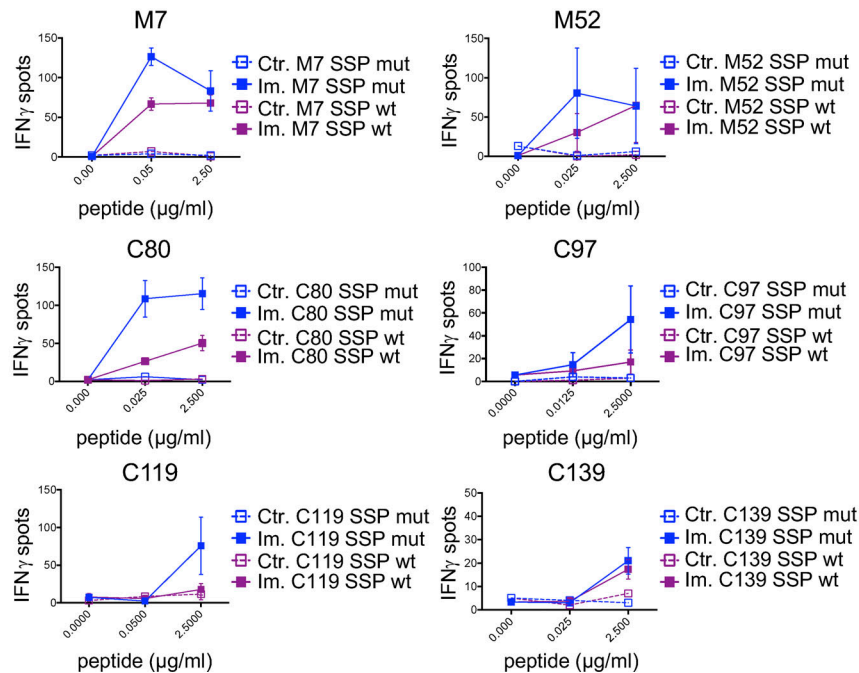 M7
IFNγ spots
150
100
50
0
0.00
0.05
2.50
peptide (µg/ml)
Ctr. M7 SSP mut
Im. M7 SSP mut
Ctr. M7 SSP wt
Im. M7 SSP wt
M52
IFNγ spots
150
100
50
0
0.000
0.025
2.500
peptide (µg/ml)
Ctr. M52 SSP mut
Im. M52 SSP mut
Ctr. M52 SSP wt
Im. M52 SSP wt
C80
IFNγ spots
150
100
50
0
0.000
0.025
2.500
peptide (µg/ml)
Ctr. C80 SSP mut
Im. C80 SSP mut
Ctr. C80 SSP wt
Im. C80 SSP wt
C97
IFNγ spots
100
80
60
40
20
0
0.0000
0.0125
2.5000
peptide (µg/ml)
Ctr. C97 SSP mut
Im. C97 SSP mut
Ctr. C97 SSP wt
Im. C97 SSP wt
C119
IFNγ spots
150
100
50
0
0.0000
0.0500
2.5000
peptide (µg/ml)
Ctr. C119 SSP mut
Im. C119 SSP mut
Ctr. C119 SSP wt
Im. C119 SSP wt
C139
IFNγ spots
50
40
30
20
10
0
0.000
0.025
2.500
peptide (µg/ml)
Ctr. C139 SSP mut
Im. C139 SSP mut
Ctr. C139 SSP wt
Im. C139 SSP wt